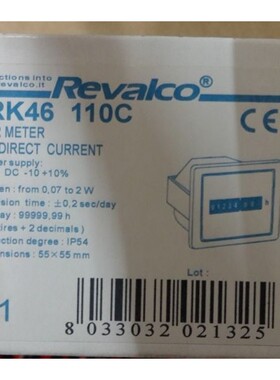 ctions into
revalco.it
Revalco®
RK46 110C
R METER
DIRECT CURRENT
er supply:
DC -10 +10%
en : from 0,07 to 2 W
sion time : ±0,2 sec/day
ay : 99999,99 h
ires + 2 decimals )
ction degree : IP54
ensions : 55×55 mm
Lot :
1
8 033032 021325
CE